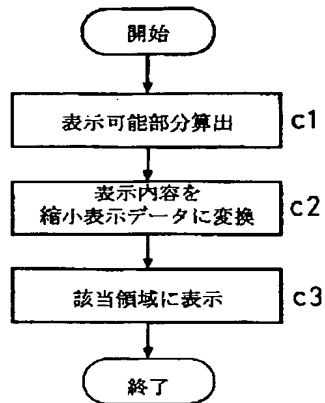 開始
表示可能部分算出 c1
表示内容を
縮小表示データに変換 c2
該当領域に表示 c3
終了